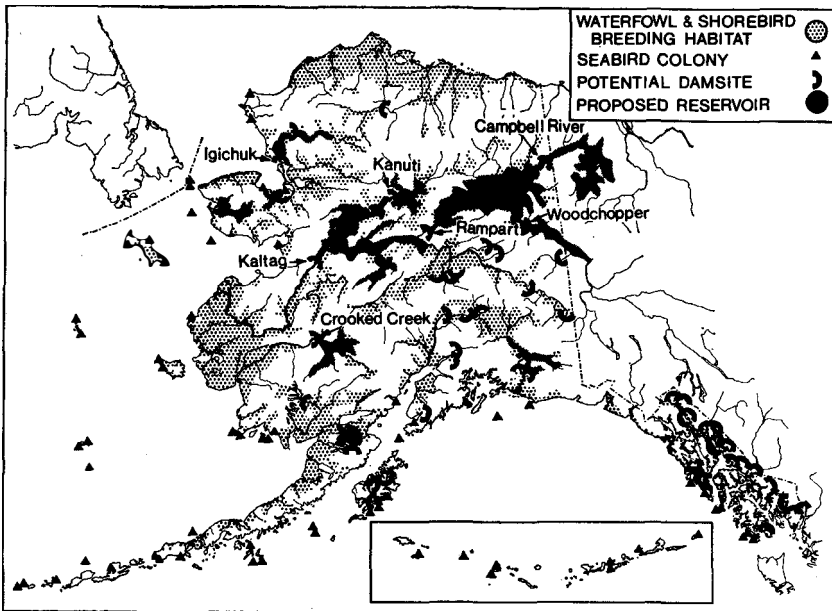 WATERFOWL & SHOREBIRD
BREEDING HABITAT
SEABIRD COLONY
POTENTIAL DAMSITE
PROPOSED RESERVOIR
Campbell River
Igichuk
Kanuti
Woodchopper
Rampart
Kaltag
Crooked Creek